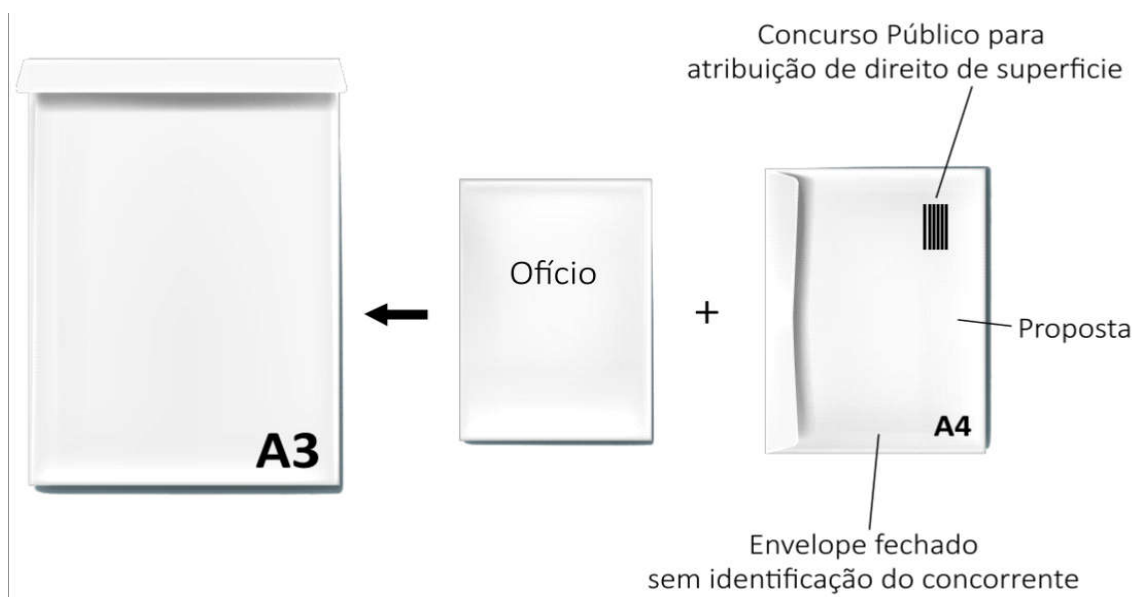 Concurso Público para
atribuição de direito de superficie
Ofício
+
Proposta
A4
A3
Envelope fechado
sem identificação do concorrente